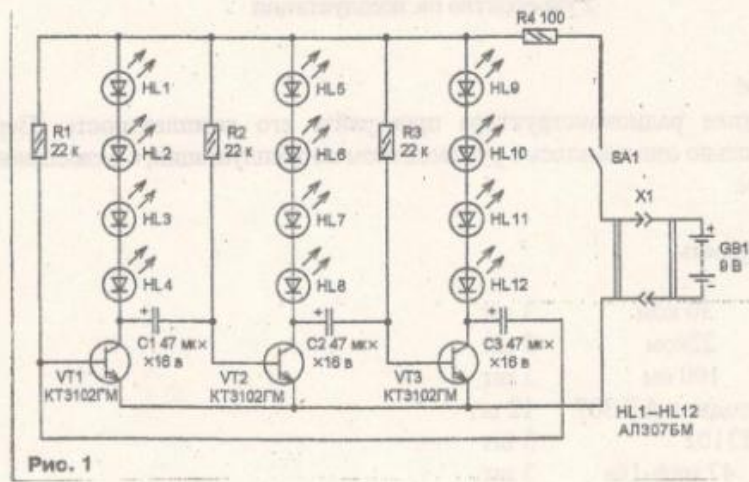 R4 100
HL1
HL5
HL9
R1
22 к
R2
22 к
R3
22 к
HL2
HL6
HL10
SA1
HL3
HL7
HL11
X1
GB1
9 В
HL4
HL8
HL12
C1 47 мк×
×16 в
C2 47 мк×
×16 в
C3 47 мк×
×16 в
VT1
КТ3102ГМ
VT2
КТ3102ГМ
VT3
КТ3102ГМ
HL1–HL12
АЛ307БМ
Рис. 1